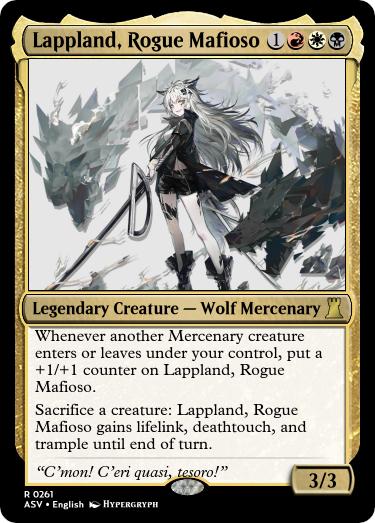 Lappland, Rogue Mafioso 1
Legendary Creature — Wolf Mercenary
Whenever another Mercenary creature
enters or leaves under your control, put a
+1/+1 counter on Lappland, Rogue
Mafioso.
Sacrifice a creature: Lappland, Rogue
Mafioso gains lifelink, deathtouch, and
trample until end of turn.
“C'mon! C'eri quasi, tesoro!”
3/3
R 0261
ASV • English HYPERGRYPH